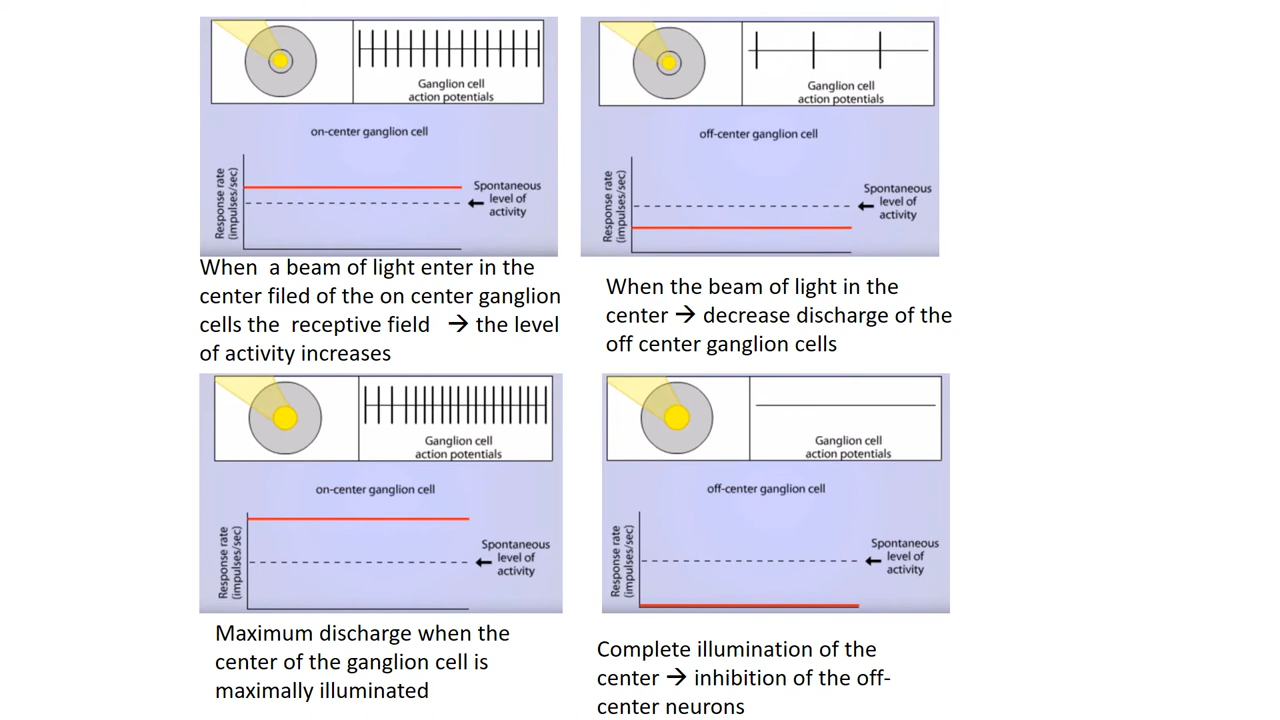 Ganglion cell
action potentials
on-center ganglion cell
Response rate
(impulses/sec)
Spontaneous
level of
activity
When  a beam of light enter in the
center filed of the on center ganglion
cells the  receptive field   → the level
of activity increases
Ganglion cell
action potentials
off-center ganglion cell
Response rate
(impulses/sec)
Spontaneous
level of
activity
When the beam of light in the
center → decrease discharge of the
off center ganglion cells
Ganglion cell
action potentials
on-center ganglion cell
Response rate
(impulses/sec)
Spontaneous
level of
activity
Maximum discharge when the
center of the ganglion cell is
maximally illuminated
Ganglion cell
action potentials
off-center ganglion cell
Response rate
(impulses/sec)
Spontaneous
level of
activity
Complete illumination of the
center → inhibition of the off-
center neurons